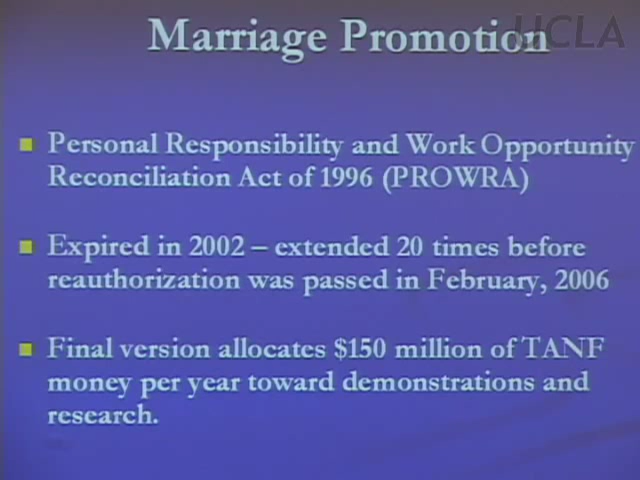 UCLA
Marriage Promotion
Personal Responsibility and Work Opportunity
Reconciliation Act of 1996 (PROWRA)
Expired in 2002 – extended 20 times before
reauthorization was passed in February, 2006
Final version allocates $150 million of TANF
money per year toward demonstrations and
research.